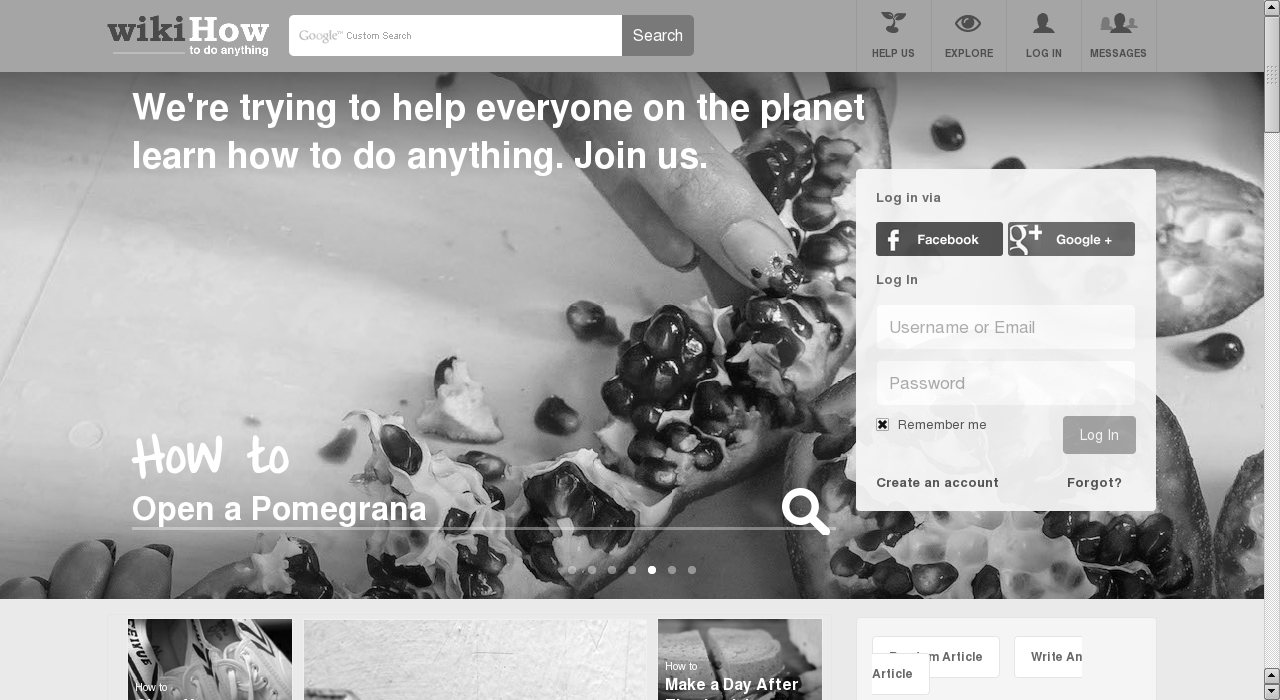 wikiHow
to do anything
Google™ Custom Search
Search
HELP US
EXPLORE
LOG IN
MESSAGES
We're trying to help everyone on the planet
learn how to do anything. Join us.
Log in via
f Facebook
g+ Google +
Log In
Username or Email
Password
Remember me
Log In
Create an account
Forgot?
How to
Open a Pomegrana
How to
How to
Make a Day After
Article
Write An
Article